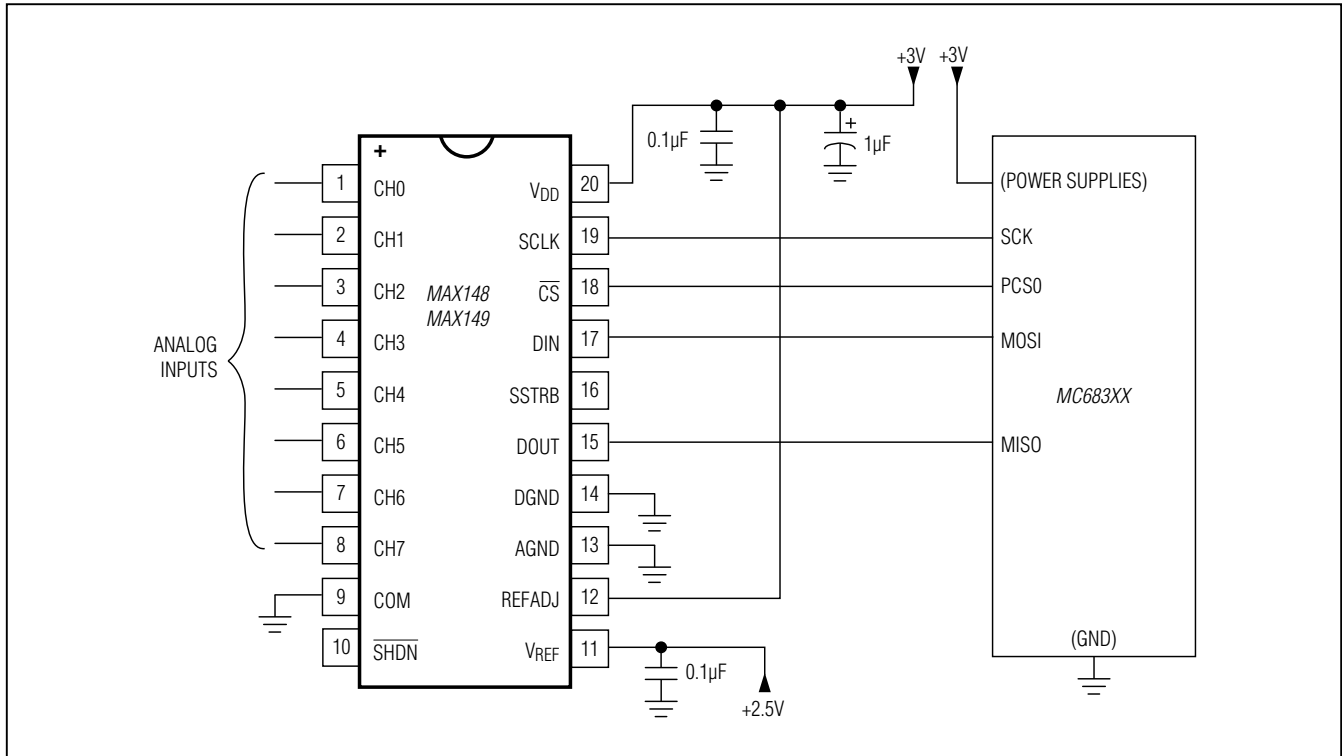 +3V +3V
0.1µF
+
1µF
+
1 CH0
2 CH1
3 CH2
4 CH3
5 CH4
6 CH5
7 CH6
8 CH7
9 COM
10 SHDN
ANALOG
INPUTS
MAX148
MAX149
VDD 20
SCLK 19
CS 18
DIN 17
SSTRB 16
DOUT 15
DGND 14
AGND 13
REFADJ 12
VREF 11
0.1µF
+2.5V
(POWER SUPPLIES)
SCK
PCS0
MOSI
MC683XX
MISO
(GND)